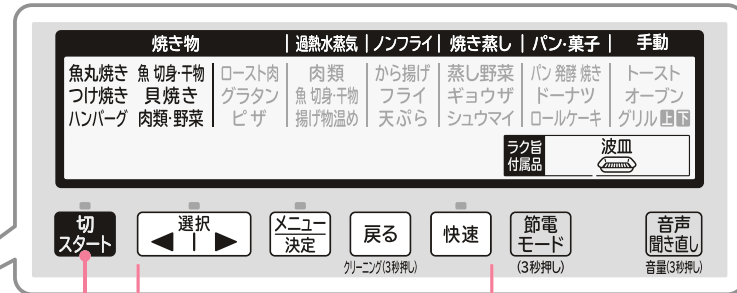 焼き物 過熱水蒸気 ノンフライ 焼き蒸し パン・菓子 手動
魚丸焼き 魚切身・干物 ロースト肉 肉類 から揚げ 蒸し野菜 パン 発酵 焼き トースト
つけ焼き 貝焼き グラタン 魚切身・干物 フライ ギョウザ ドーナツ オーブン
ハンバーグ 肉類・野菜 ピザ 揚げ物温め 天ぷら シュウマイ ロールケーキ グリル上下
ラク旨 付属品 波皿
切 スタート
選択
メニュー 決定
戻る
クリーニング(3秒押し)
快速
節電 モード
(3秒押し)
音声 聞き直し
音量(3秒押し)